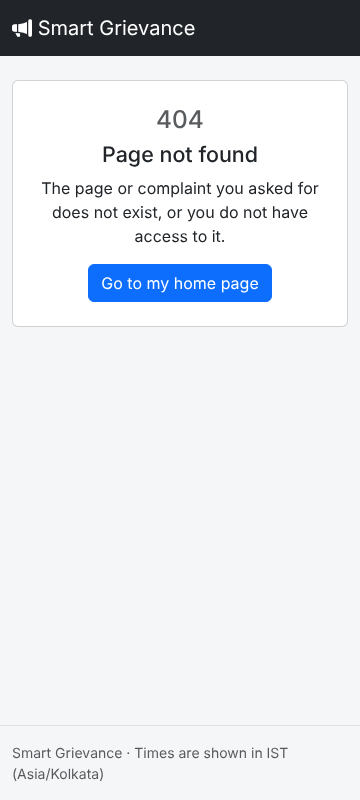 Smart Grievance
404
Page not found
The page or complaint you asked for
does not exist, or you do not have
access to it.
Go to my home page
Smart Grievance · Times are shown in IST
(Asia/Kolkata)